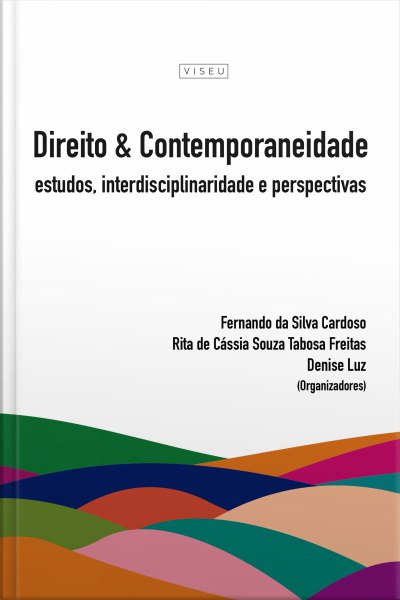 VISEU
Direito & Contemporaneidade
estudos, interdisciplinaridade e perspectivas
Fernando da Silva Cardoso
Rita de Cássia Souza Tabosa Freitas
Denise Luz
(Organizadores)